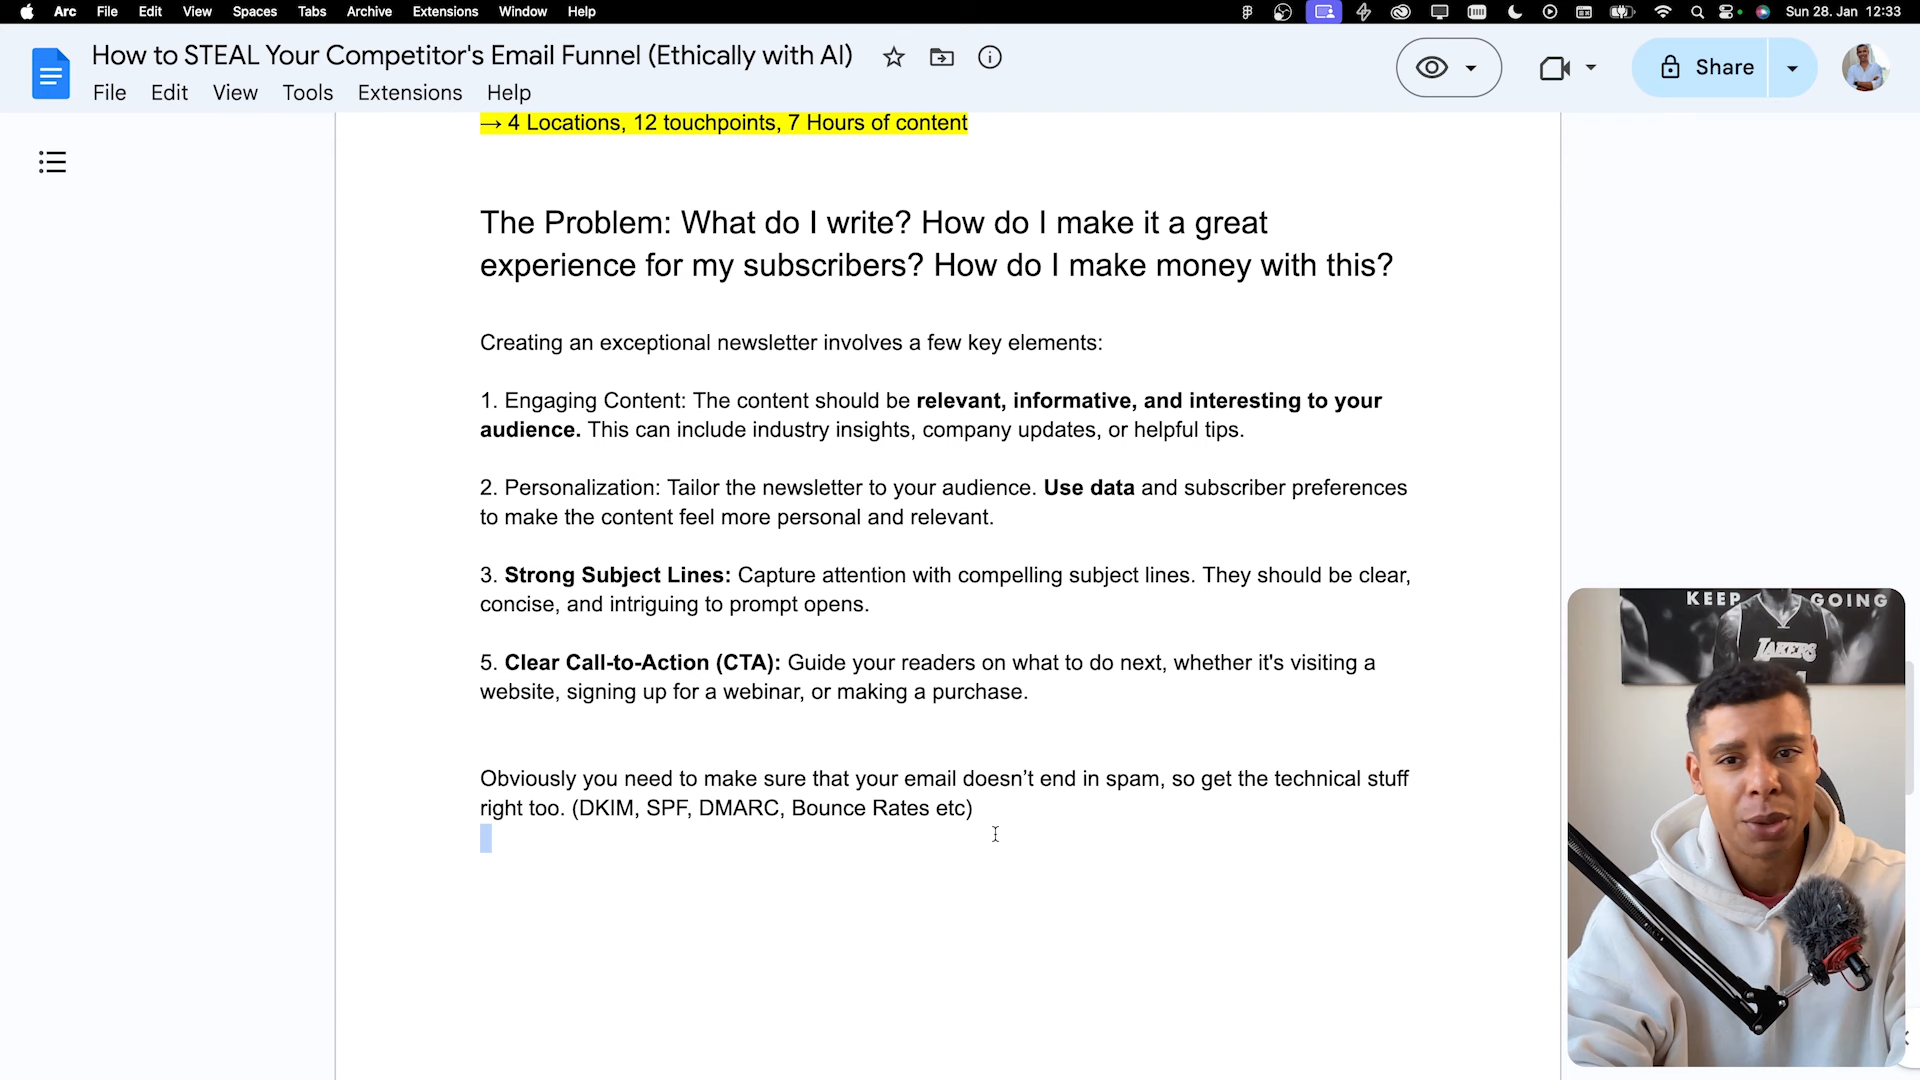 Arc File Edit View Spaces Tabs Archive Extensions Window Help Sun 28. Jan 12:33
How to STEAL Your Competitor's Email Funnel (Ethically with AI)
File Edit View Tools Extensions Help
Share
→ 4 Locations, 12 touchpoints, 7 Hours of content
The Problem: What do I write? How do I make it a great
experience for my subscribers? How do I make money with this?
Creating an exceptional newsletter involves a few key elements:
1. Engaging Content: The content should be relevant, informative, and interesting to your
audience. This can include industry insights, company updates, or helpful tips.
2. Personalization: Tailor the newsletter to your audience. Use data and subscriber preferences
to make the content feel more personal and relevant.
3. Strong Subject Lines: Capture attention with compelling subject lines. They should be clear,
concise, and intriguing to prompt opens.
5. Clear Call-to-Action (CTA): Guide your readers on what to do next, whether it's visiting a
website, signing up for a webinar, or making a purchase.
Obviously you need to make sure that your email doesn’t end in spam, so get the technical stuff
right too. (DKIM, SPF, DMARC, Bounce Rates etc)
KEEP GOING
LAKERS